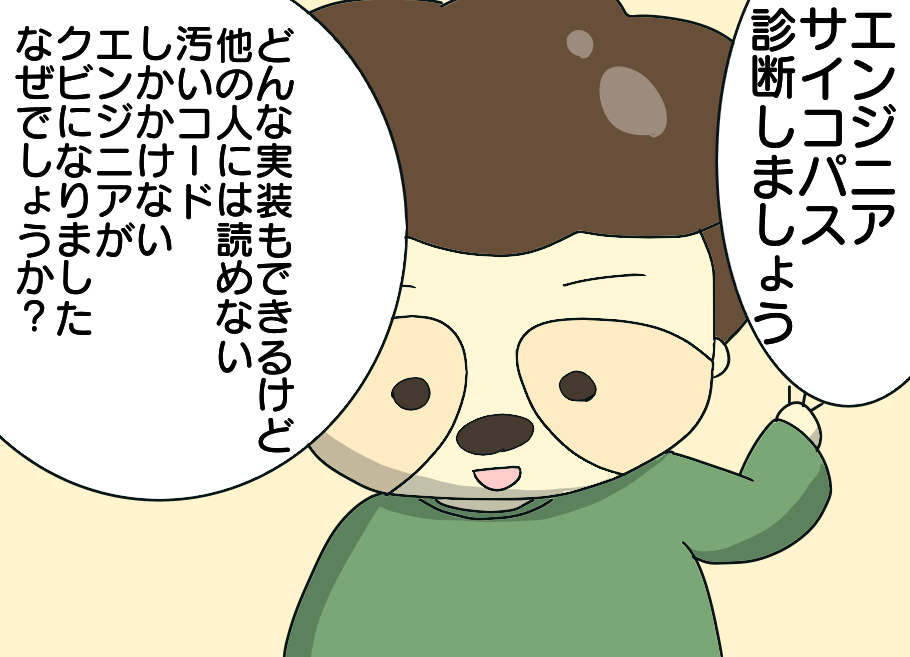 エンジニア
サイコパス
診断しましょう
どんな実装もできるけど
他の人には読めない
汚いコード
しかかけない
エンジニアが
クビになりました
なぜでしょうか？